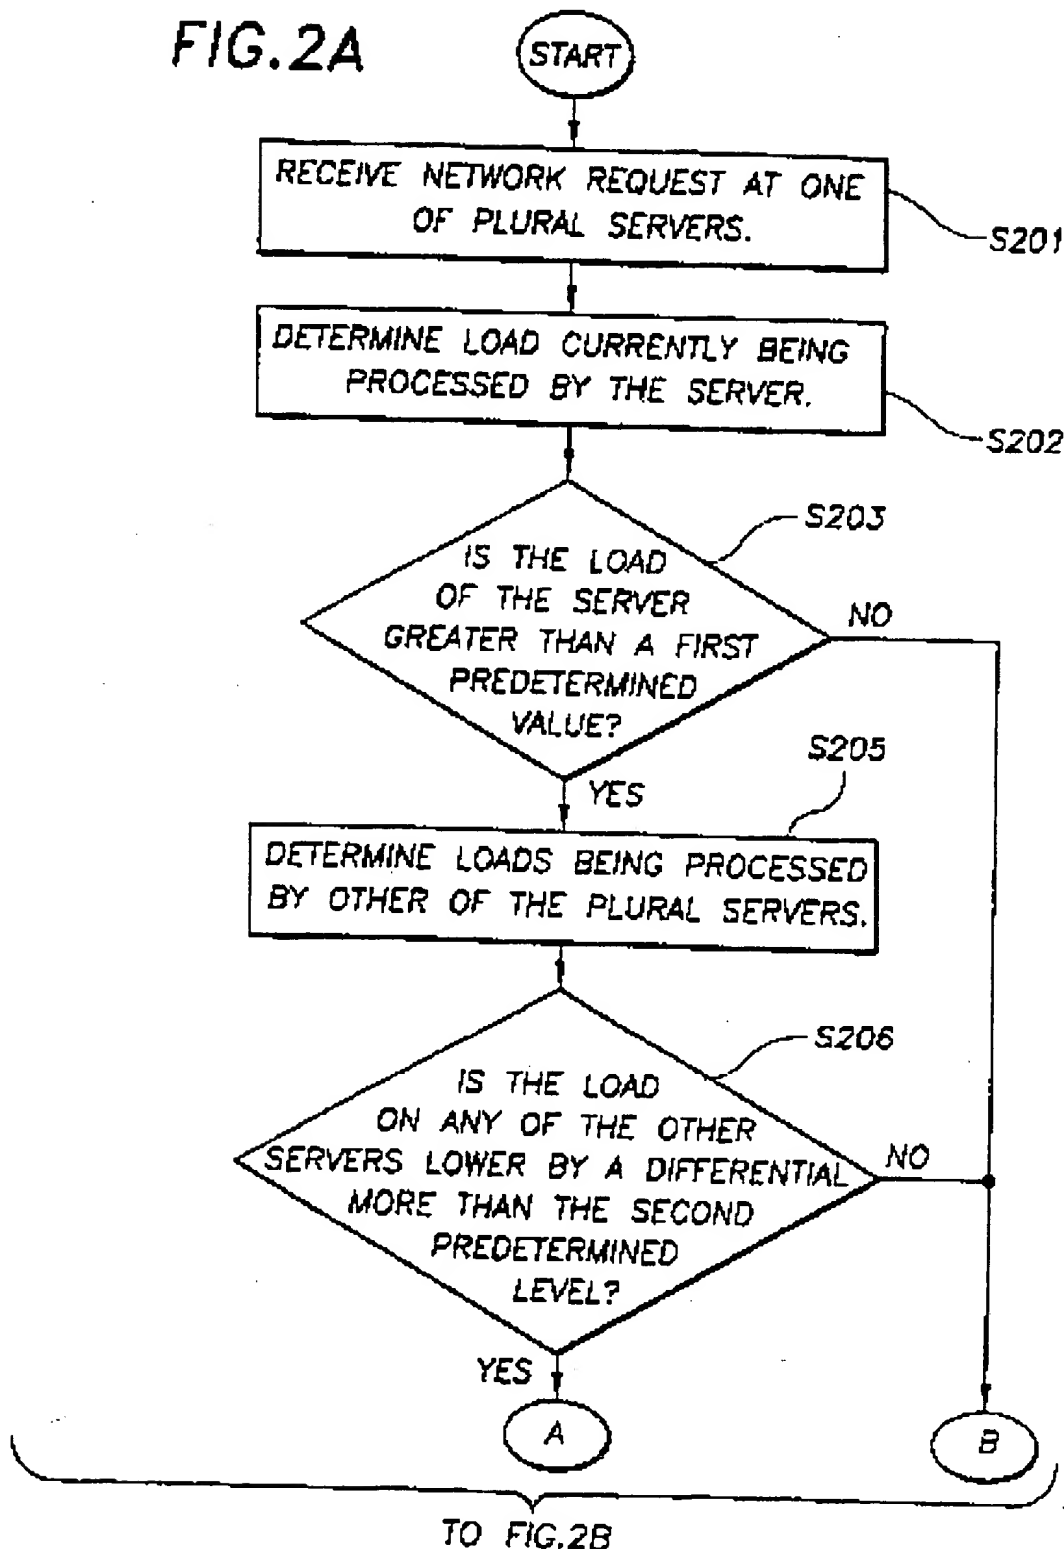 FIG.2A
START
RECEIVE NETWORK REQUEST AT ONE
OF PLURAL SERVERS.
S201
DETERMINE LOAD CURRENTLY BEING
PROCESSED BY THE SERVER.
S202
S203
IS THE LOAD
OF THE SERVER
GREATER THAN A FIRST
PREDETERMINED
VALUE?
NO
YES
S205
DETERMINE LOADS BEING PROCESSED
BY OTHER OF THE PLURAL SERVERS.
S206
IS THE LOAD
ON ANY OF THE OTHER
SERVERS LOWER BY A DIFFERENTIAL
MORE THAN THE SECOND
PREDETERMINED
LEVEL?
NO
YES
A
B
TO FIG.2B